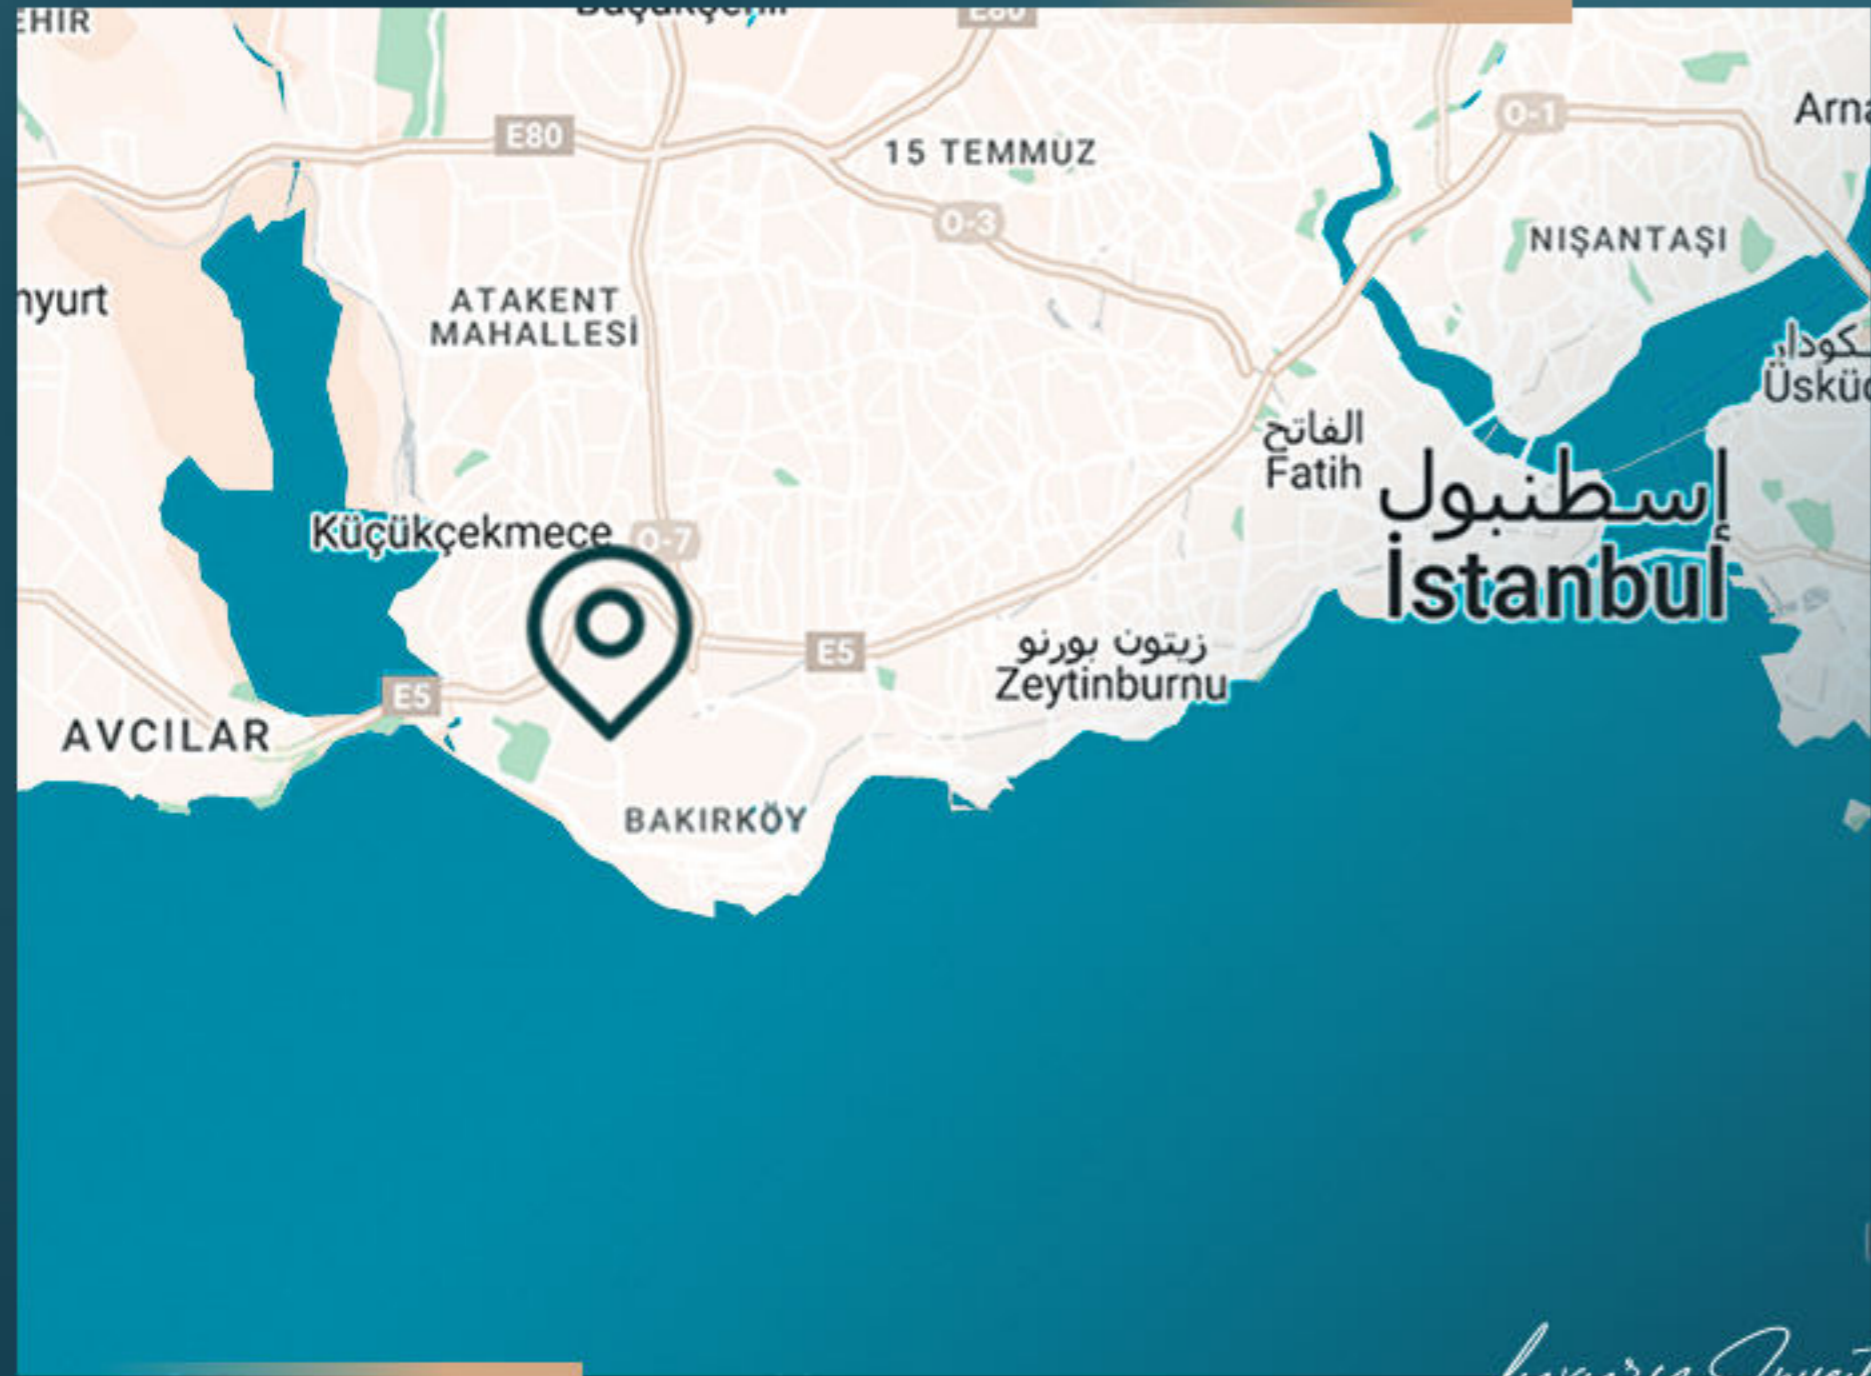 EHIR
E80
15 TEMMUZ
O-1
Arna
O-3
NIŞANTAŞI
nyurt
ATAKENT
MAHALLESİ
Üskü
الفاتح
Fatih
إسطنبول
İstanbul
Küçükçekmece
O-7
زيتون بورنو
Zeytinburnu
E5
E5
AVCILAR
BAKIRKÖY